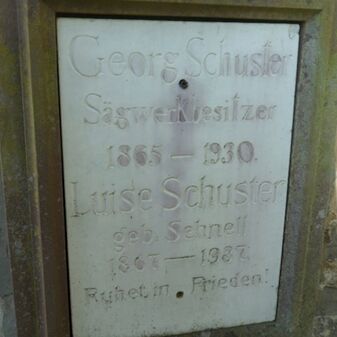 Georg Schuster
Sägwerkbesitzer
1865 — 1930.
Luise Schuster
geb. Schnell
1867 — 1937.
Ruhet in Frieden!